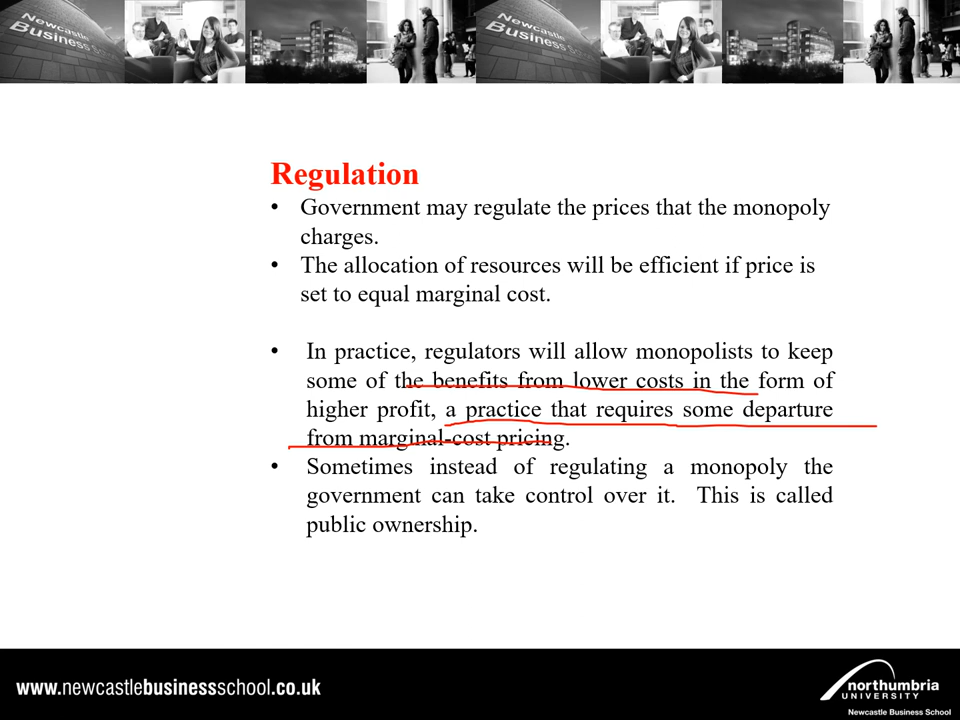 Newcastle
Business S
Newcastle
Business S
Regulation
• Government may regulate the prices that the monopoly
charges.
• The allocation of resources will be efficient if price is
set to equal marginal cost.
• In practice, regulators will allow monopolists to keep
some of the benefits from lower costs in the form of
higher profit, a practice that requires some departure
from marginal-cost pricing.
• Sometimes instead of regulating a monopoly the
government can take control over it. This is called
public ownership.
www.newcastlebusinessschool.co.uk
northumbria
UNIVERSITY
Newcastle Business School